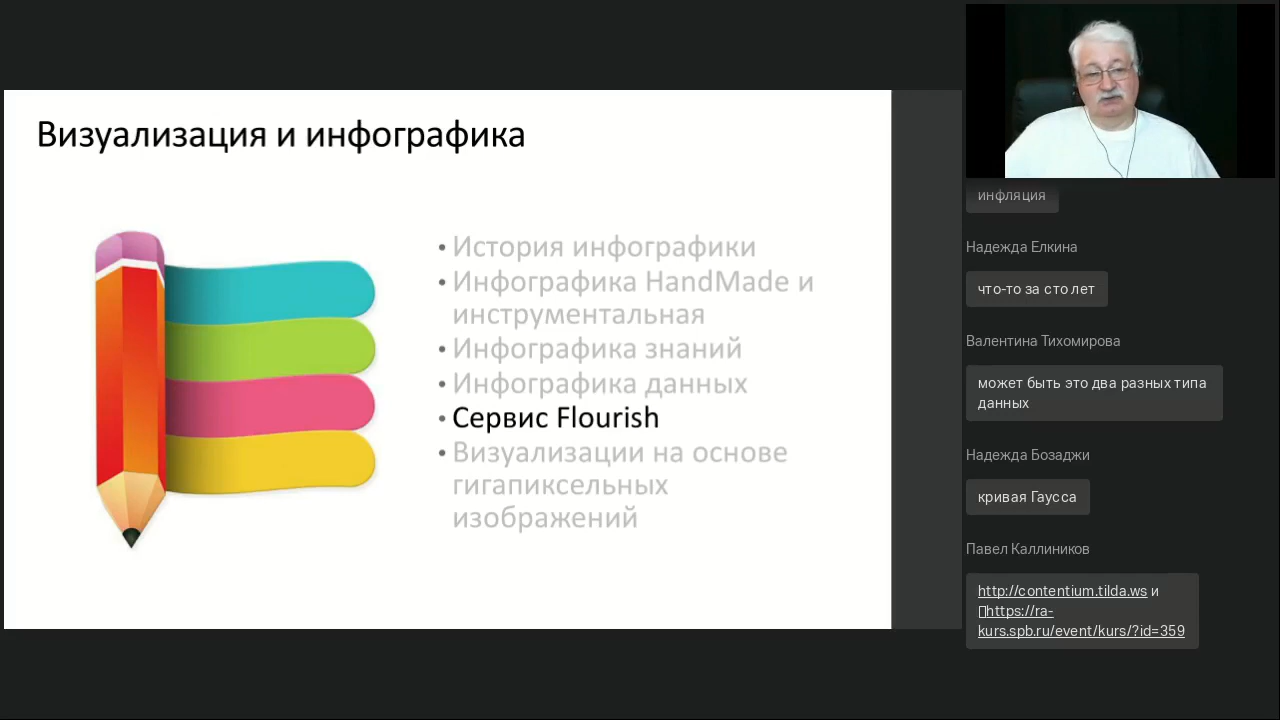 Визуализация и инфографика
• История инфографики
• Инфографика HandMade и
инструментальная
• Инфографика знаний
• Инфографика данных
• Сервис Flourish
• Визуализации на основе
гигапиксельных
изображений
инфляция
Надежда Елкина
что-то за сто лет
Валентина Тихомирова
может быть это два разных типа
данных
Надежда Бозаджи
кривая Гаусса
Павел Каллиников
http://contentium.tilda.ws и
https://ra-
kurs.spb.ru/event/kurs/?id=359